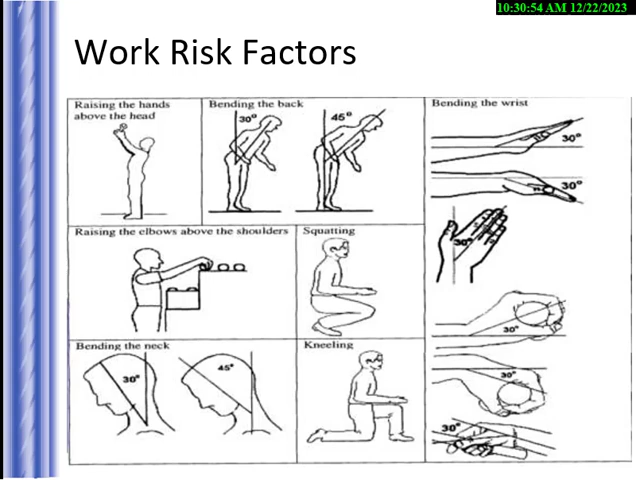 10:30:54 AM 12/22/2023
Work Risk Factors
Raising the hands
above the head
Bending the back
30°
45°
Bending the wrist
30°
30°
30°
30°
30°
30°
Raising the elbows above the shoulders
Squatting
Bending the neck
30°
45°
Kneeling